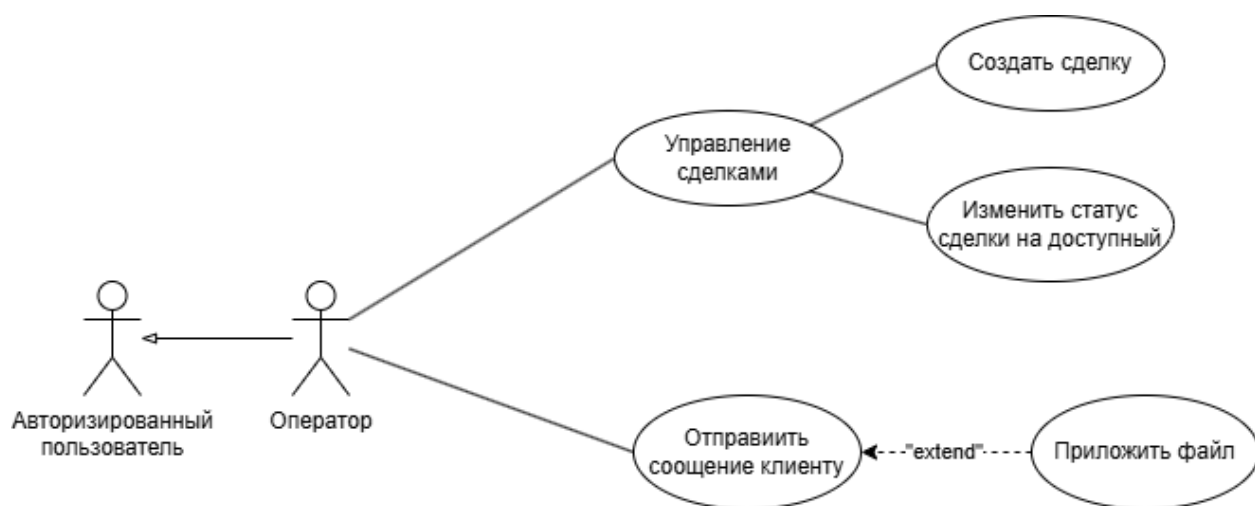 Создать сделку
Управление
сделками
Изменить статус
сделки на доступный
Авторизированный
пользователь
Оператор
Отправиить
соощение клиенту
"extend"
Приложить файл